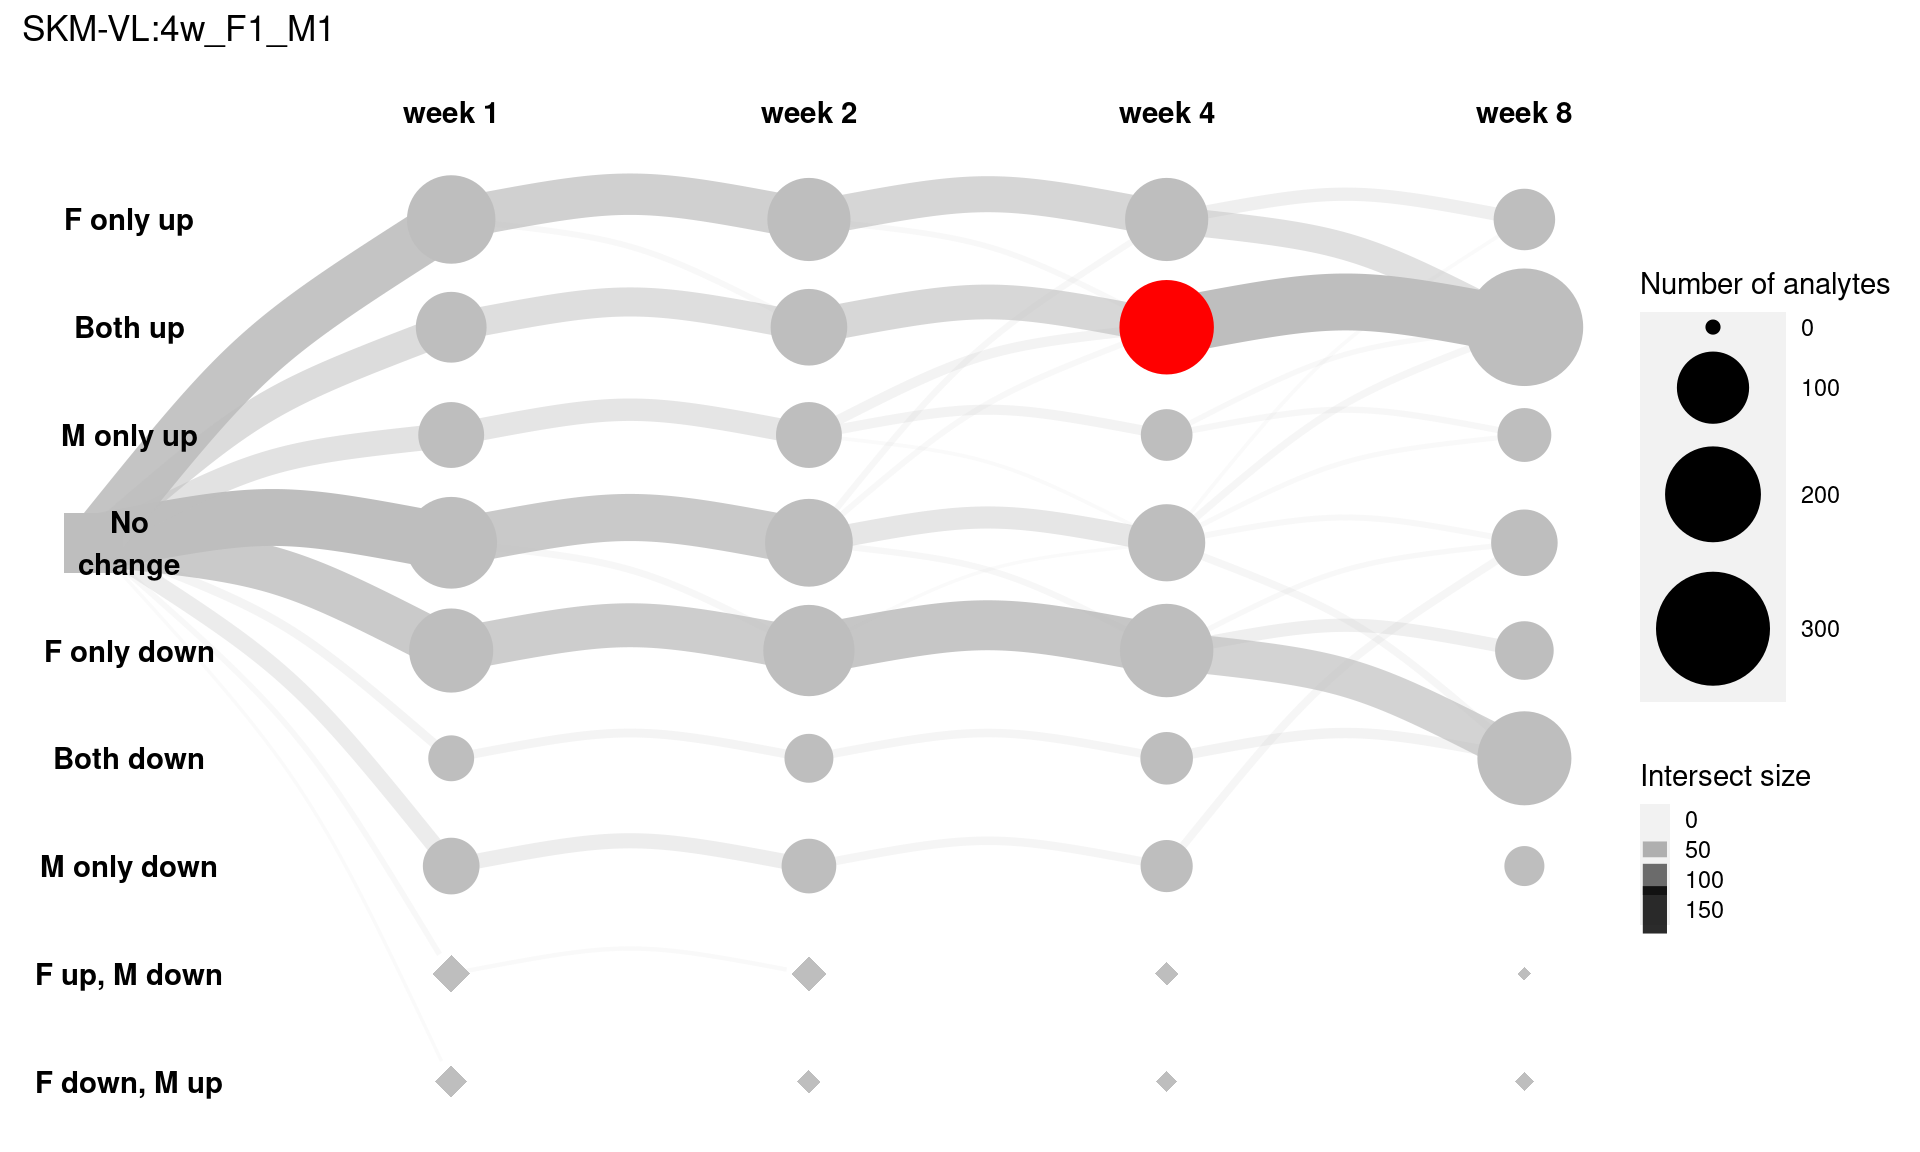 SKM-VL:4w_F1_M1
week 1
week 2
week 4
week 8
F only up
Both up
M only up
No
change
F only down
Both down
M only down
F up, M down
F down, M up
Number of analytes
0
100
200
300
Intersect size
0
50
100
150